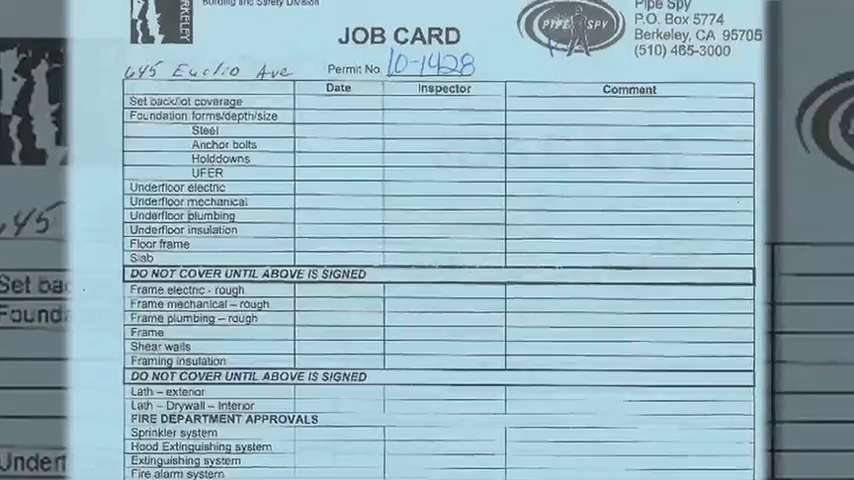 Building and Safety Division
BERKELEY
JOB CARD
PIPE SPY
Pipe Spy
P.O. Box 5774
Berkeley, CA 95705
(510) 465-3000
645 Euclid Ave
Permit No. 10-1428
Date Inspector Comment
Set back/lot coverage
Foundation forms/depth/size
Steel
Anchor bolts
Holddowns
UFER
Underfloor electric
Underfloor mechanical
Underfloor plumbing
Underfloor insulation
Floor frame
Slab
DO NOT COVER UNTIL ABOVE IS SIGNED
Frame electric - rough
Frame mechanical – rough
Frame plumbing – rough
Frame
Shear walls
Framing insulation
DO NOT COVER UNTIL ABOVE IS SIGNED
Lath – exterior
Lath – Drywall – Interior
FIRE DEPARTMENT APPROVALS
Sprinkler system
Hood Extinguishing system
Extinguishing system
Fire alarm system